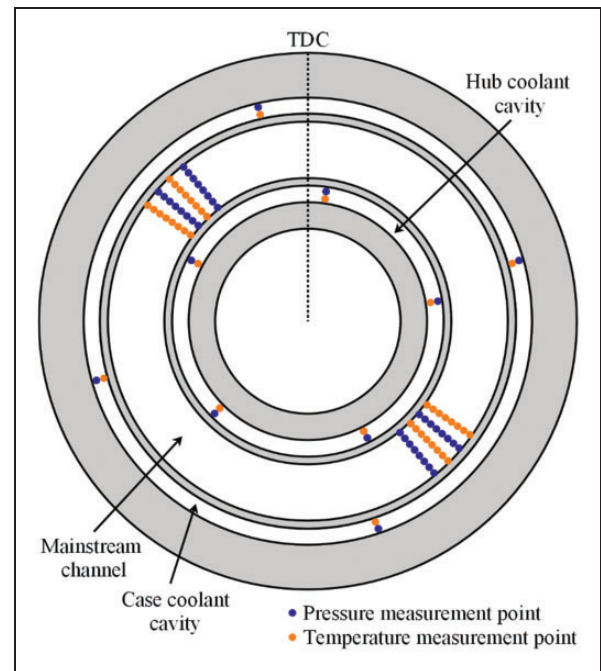 TDC
Hub coolant
cavity
Mainstream
channel
Case coolant
cavity
Pressure measurement point
Temperature measurement point